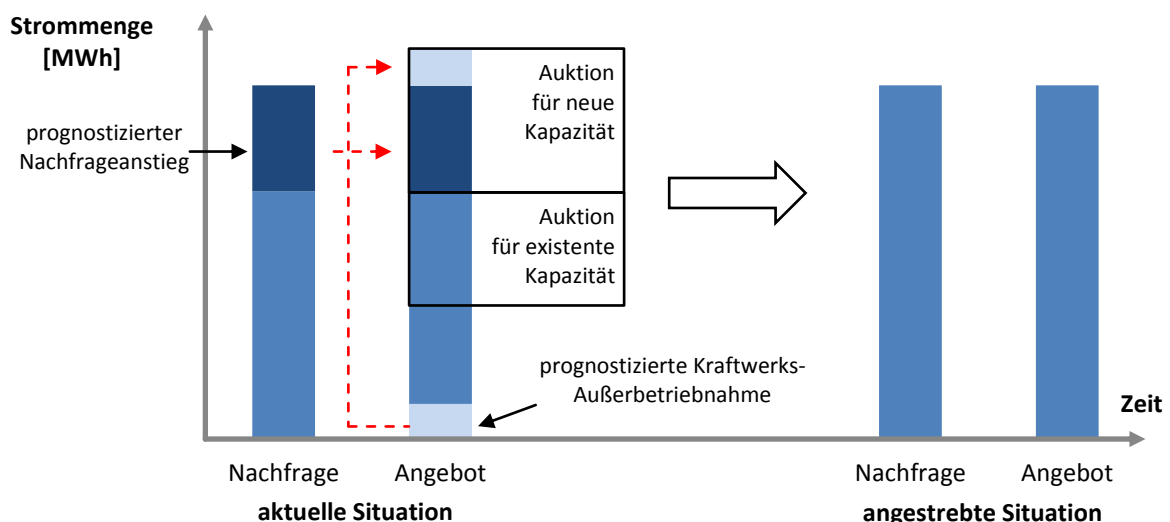 Strommenge
[MWh]
prognostizierter
Nachfrageanstieg
Auktion
für neue
Kapazität
Auktion
für existente
Kapazität
prognostizierte Kraftwerks-
Außerbetriebnahme
Zeit
Nachfrage
Angebot
Nachfrage
Angebot
aktuelle Situation
angestrebte Situation